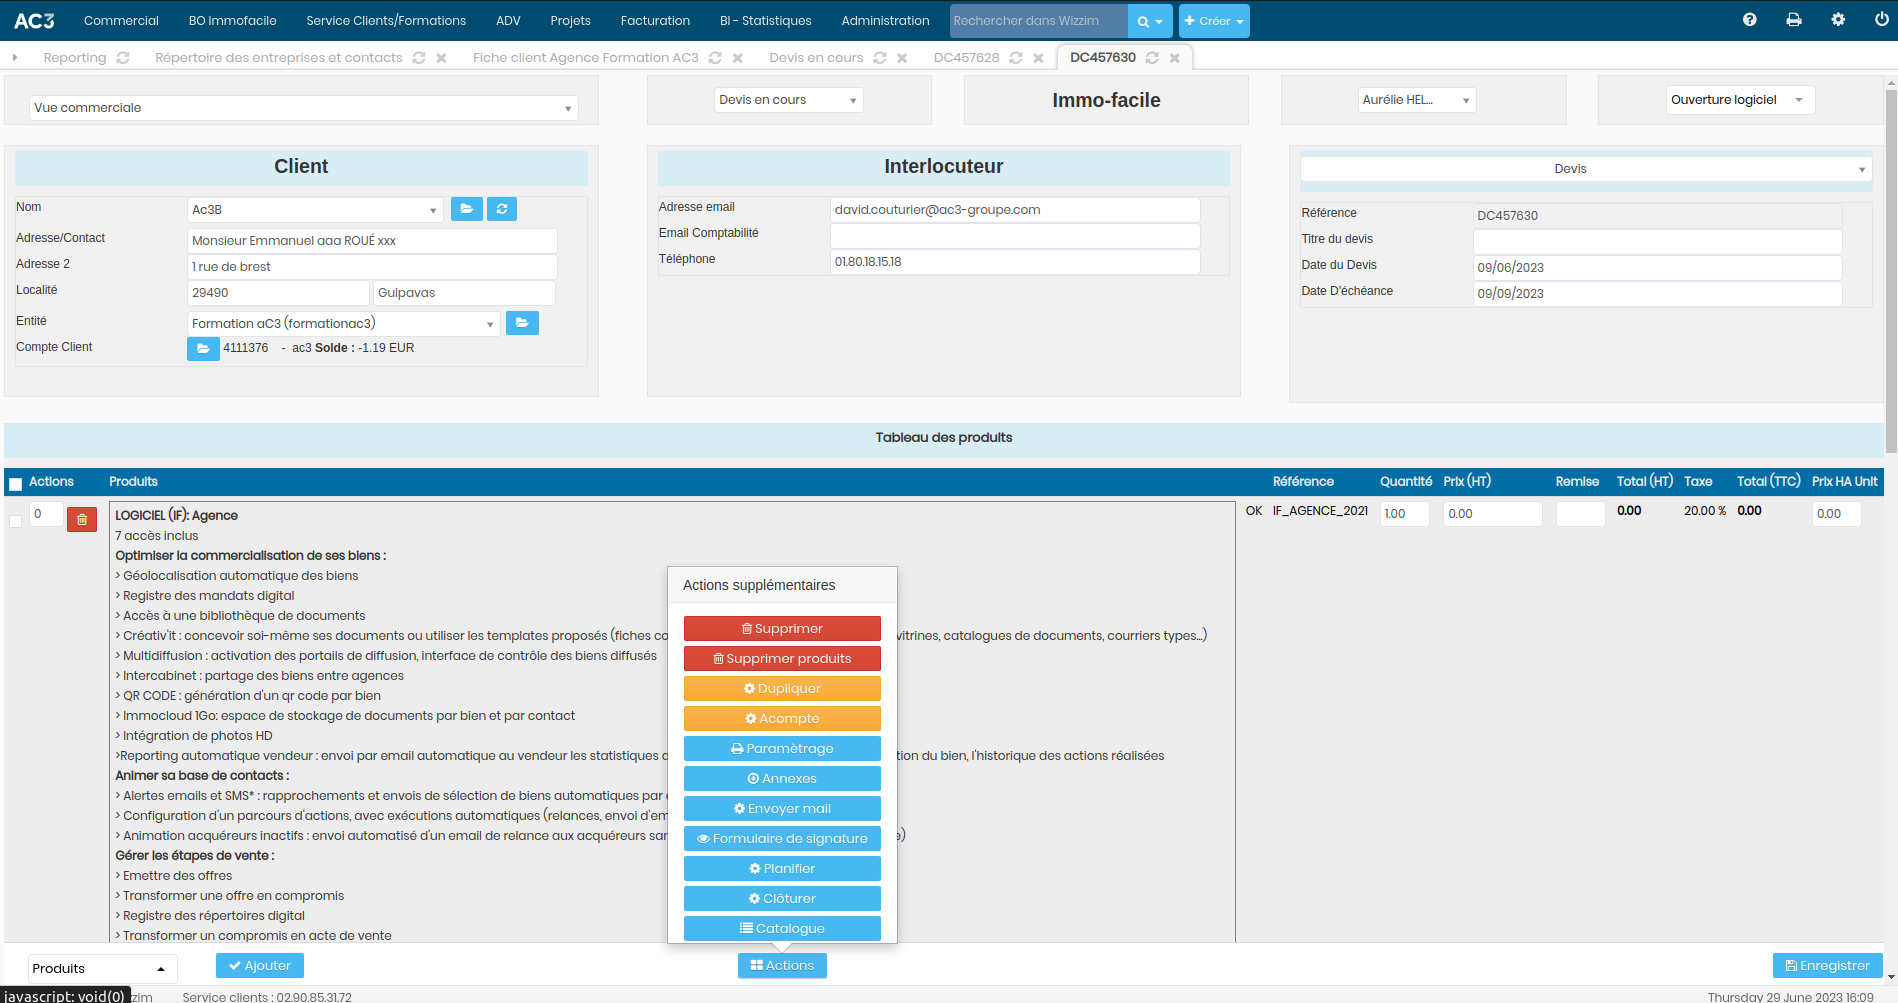 AC3 Commercial BO Immofacile Service Clients/Formations ADV Projets Facturation BI - Statistiques Administration Rechercher dans Wizzim Créer
Reporting Répertoire des entreprises et contacts Fiche client Agence Formation AC3 Devis en cours DC457628 DC457630
Vue commerciale Devis en cours Immo-facile Aurélie HEL... Ouverture logiciel
Client
Nom Ac3B
Adresse/Contact Monsieur Emmanuel aaa ROUÉ xxx
Adresse 2 1 rue de brest
Localité 29490 Guipavas
Entité Formation aC3 (formationac3)
Compte Client 4111376 - ac3 Solde : -1.19 EUR
Interlocuteur
Adresse email david.couturier@ac3-groupe.com
Email Comptabilité
Téléphone 01.80.18.15.18
Devis
Référence DC457630
Titre du devis
Date du Devis 09/06/2023
Date D'échéance 09/09/2023
Tableau des produits
Actions Produits Référence Quantité Prix (HT) Remise Total (HT) Taxe Total (TTC) Prix HA Unit
0 LOGICIEL (IF): Agence OK IF_AGENCE_2021 1.00 0.00 0.00 20.00 % 0.00 0.00
7 accès inclus
Optimiser la commercialisation de ses biens :
> Géolocalisation automatique des biens
> Registre des mandats digital
> Accès à une bibliothèque de documents
> Créativ'it : concevoir soi-même ses documents ou utiliser les templates proposés (fiches co vitrines, catalogues de documents, courriers types...)
> Multidiffusion : activation des portails de diffusion, interface de contrôle des biens diffusés
> Intercabinet : partage des biens entre agences
> QR CODE : génération d'un qr code par bien
> Immocloud 1Go: espace de stockage de documents par bien et par contact
> Intégration de photos HD
>Reporting automatique vendeur : envoi par email automatique au vendeur les statistiques d tion du bien, l'historique des actions réalisées
Animer sa base de contacts :
> Alertes emails et SMS* : rapprochements et envois de sélection de biens automatiques par
> Configuration d'un parcours d'actions, avec exécutions automatiques (relances, envoi d'em
> Animation acquéreurs inactifs : envoi automatisé d'un email de relance aux acquéreurs sar e)
Gérer les étapes de vente :
> Emettre des offres
> Transformer une offre en compromis
> Registre des répertoires digital
> Transformer un compromis en acte de vente
Actions supplémentaires
Supprimer
Supprimer produits
Dupliquer
Acompte
Paramètrage
Annexes
Envoyer mail
Formulaire de signature
Planifier
Clôturer
Catalogue
Produits Ajouter Actions Enregistrer
javascript: void(0) zzim Service clients : 02.90.85.31.72 Thursday 29 June 2023 16:09